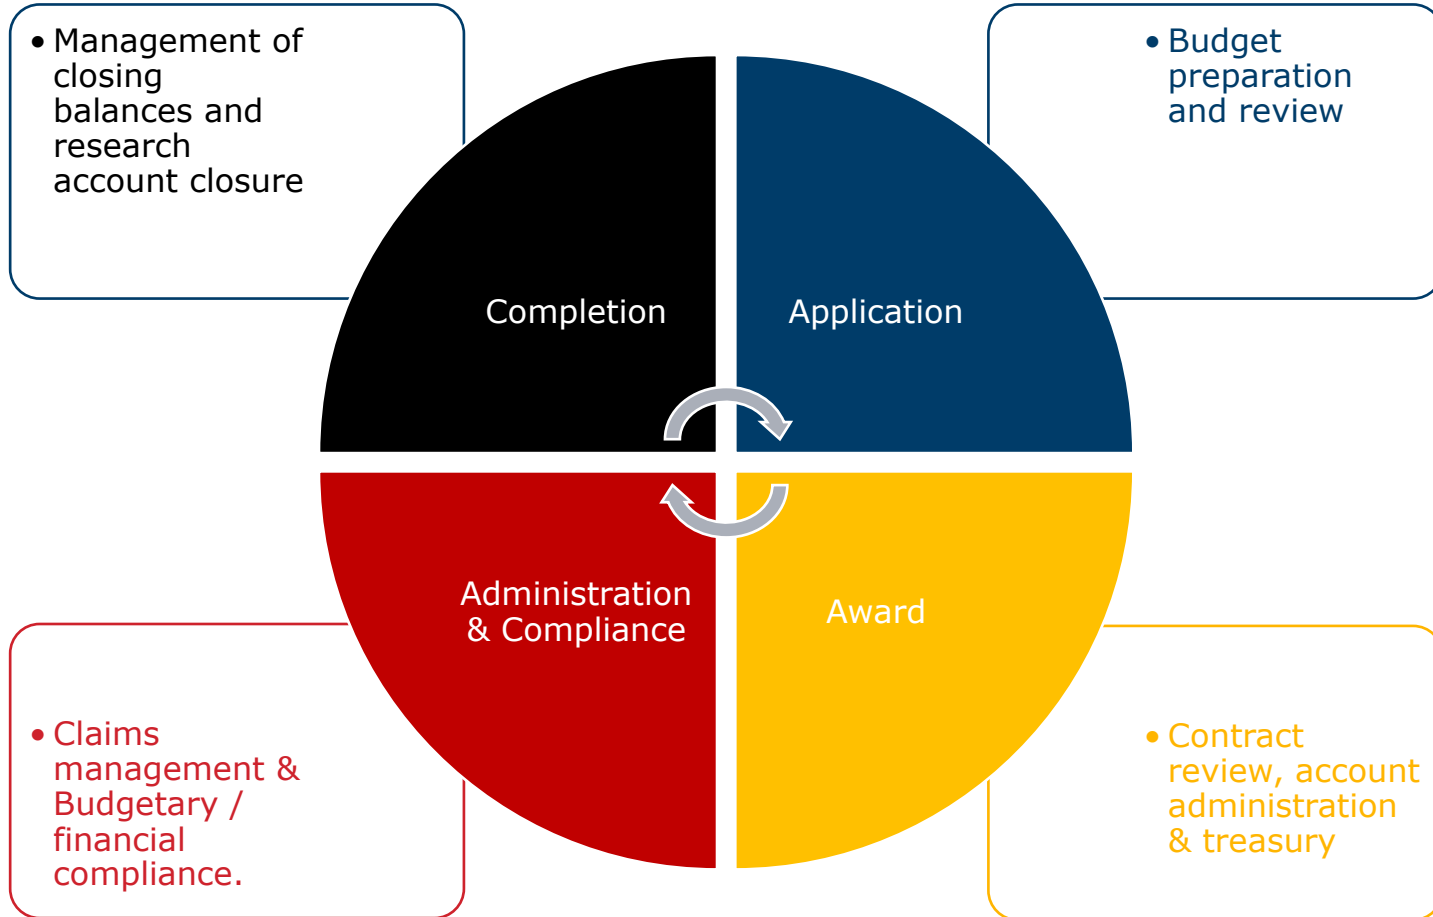 • Management of
closing
balances and
research
account closure
• Budget
preparation
and review
Completion
Application
Administration
& Compliance
Award
• Claims
management &
Budgetary /
financial
compliance.
• Contract
review, account
administration
& treasury